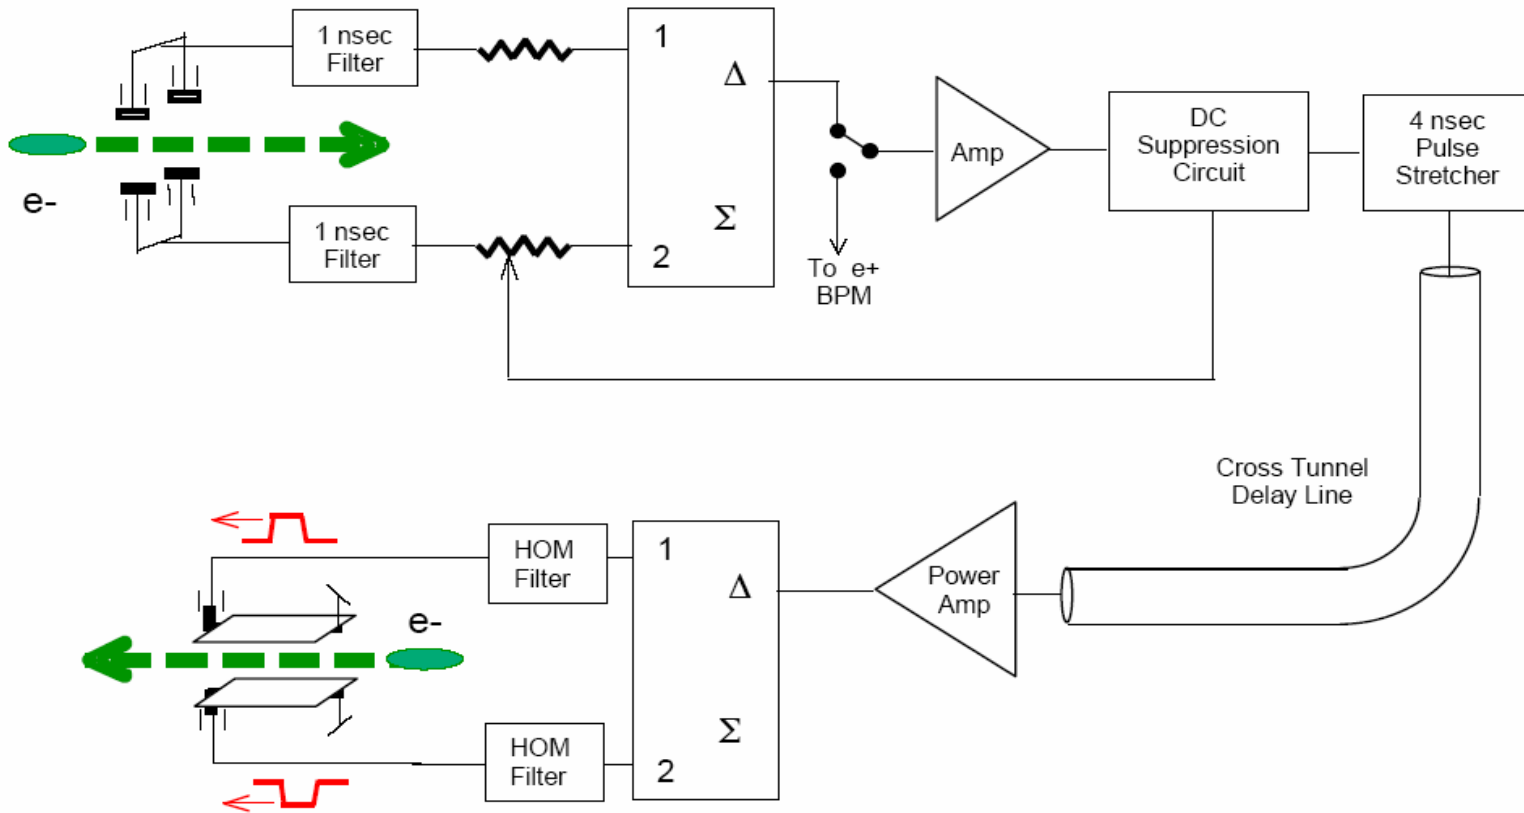 1 nsec
Filter
1
Δ
e-
Amp
DC
Suppression
Circuit
4 nsec
Pulse
Stretcher
1 nsec
Filter
Σ
2
To e+
BPM
Cross Tunnel
Delay Line
HOM
Filter
1
Δ
Power
Amp
e-
HOM
Filter
Σ
2